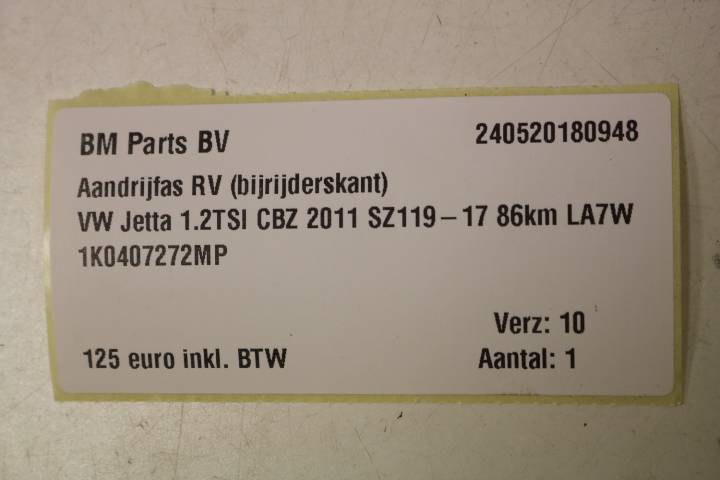 BM Parts BV 240520180948
Aandrijfas RV (bijrijderskant)
VW Jetta 1.2TSI CBZ 2011 SZ119-17 86km LA7W
1K0407272MP
Verz: 10
125 euro inkl. BTW Aantal: 1